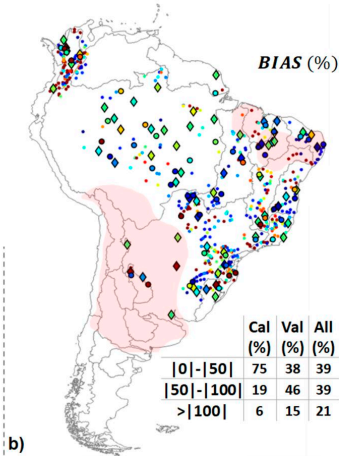 BIAS (%)
Cal Val All
(%) (%) (%)
|0|-|50| 75 38 39
|50|-|100| 19 46 39
>|100| 6 15 21
b)